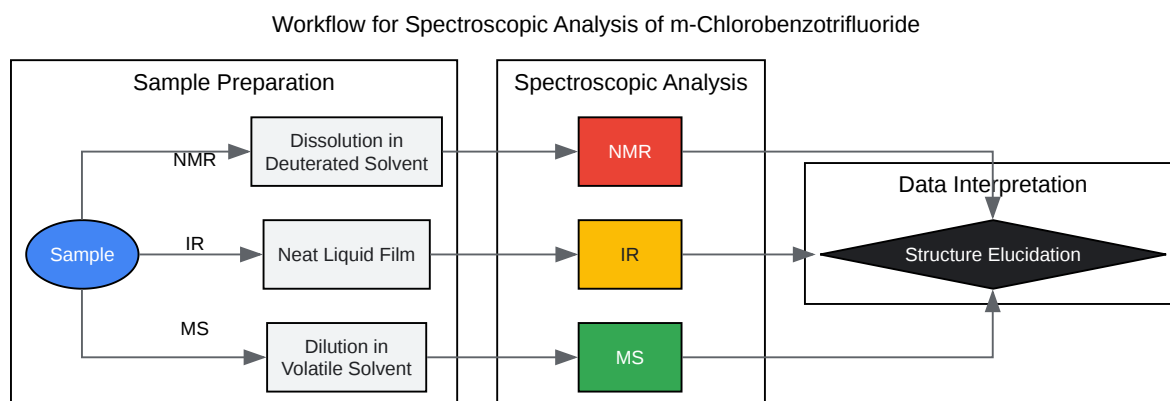 Workflow for Spectroscopic Analysis of m-Chlorobenzotrifluoride
Sample Preparation
Spectroscopic Analysis
Data Interpretation
Sample
NMR
IR
MS
Dissolution in
Deuterated Solvent
Neat Liquid Film
Dilution in
Volatile Solvent
NMR
IR
MS
Structure Elucidation